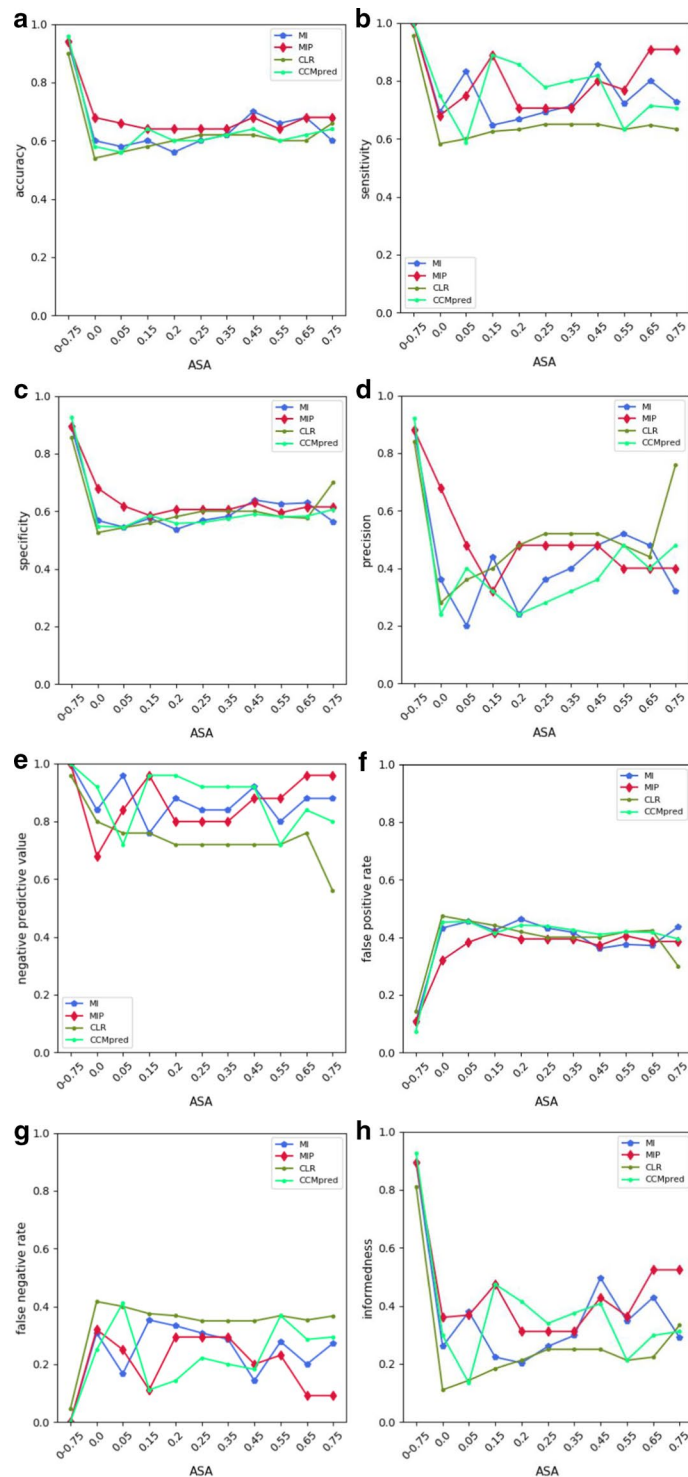 a
1.0
0.8
0.6
0.4
0.2
0.0
accuracy
MI
MIP
CLR
CCMpred
0-0.75
0.0
0.05
0.15
0.2
0.25
0.35
0.45
0.55
0.65
0.75
ASA
b
1.0
0.8
0.6
0.4
0.2
0.0
sensitivity
MI
MIP
CLR
CCMpred
0-0.75
0.0
0.05
0.15
0.2
0.25
0.35
0.45
0.55
0.65
0.75
ASA
c
1.0
0.8
0.6
0.4
0.2
0.0
specificity
MI
MIP
CLR
CCMpred
0-0.75
0.0
0.05
0.15
0.2
0.25
0.35
0.45
0.55
0.65
0.75
ASA
d
1.0
0.8
0.6
0.4
0.2
0.0
precision
MI
MIP
CLR
CCMpred
0-0.75
0.0
0.05
0.15
0.2
0.25
0.35
0.45
0.55
0.65
0.75
ASA
e
1.0
0.8
0.6
0.4
0.2
0.0
negative predictive value
MI
MIP
CLR
CCMpred
0-0.75
0.0
0.05
0.15
0.2
0.25
0.35
0.45
0.55
0.65
0.75
ASA
f
1.0
0.8
0.6
0.4
0.2
0.0
false positive rate
MI
MIP
CLR
CCMpred
0-0.75
0.0
0.05
0.15
0.2
0.25
0.35
0.45
0.55
0.65
0.75
ASA
g
1.0
0.8
0.6
0.4
0.2
0.0
false negative rate
MI
MIP
CLR
CCMpred
0-0.75
0.0
0.05
0.15
0.2
0.25
0.35
0.45
0.55
0.65
0.75
ASA
h
1.0
0.8
0.6
0.4
0.2
0.0
informedness
MI
MIP
CLR
CCMpred
0-0.75
0.0
0.05
0.15
0.2
0.25
0.35
0.45
0.55
0.65
0.75
ASA